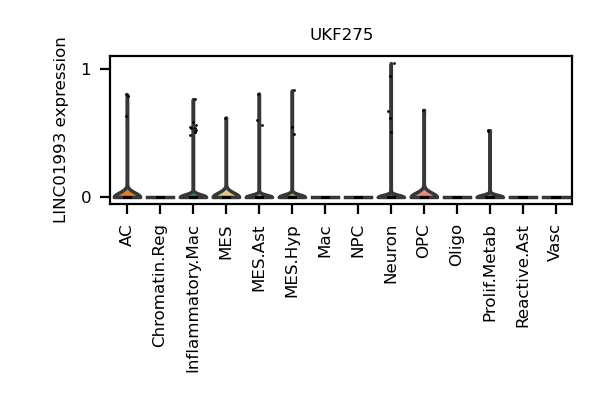 UKF275
LINC01993 expression
1
0
AC
Chromatin.Reg
Inflammatory.Mac
MES
MES.Ast
MES.Hyp
Mac
NPC
Neuron
OPC
Oligo
Prolif.Metab
Reactive.Ast
Vasc